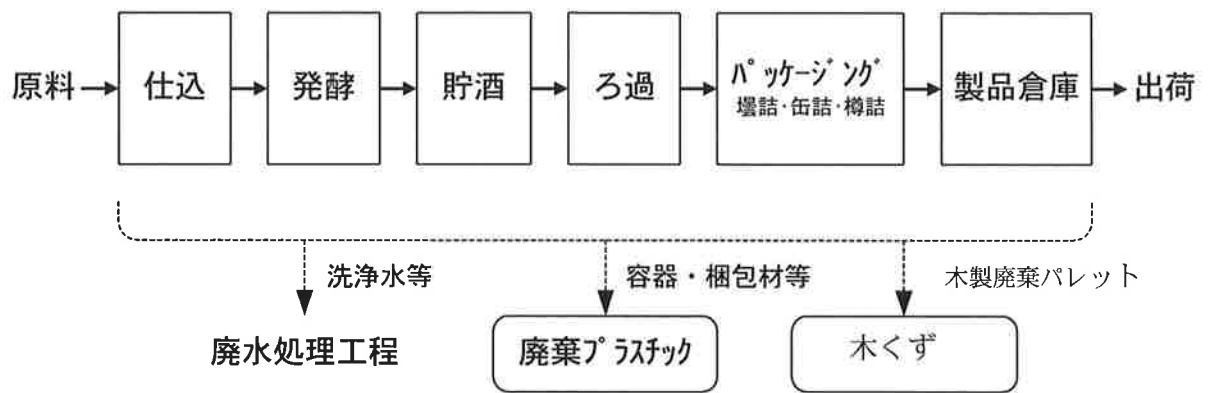 原料
仕込
発酵
貯酒
ろ過
ﾊﾟｯｹｰｼﾞﾝｸﾞ
壜詰・缶詰・樽詰
製品倉庫
出荷
洗浄水等
容器・梱包材等
木製廃棄パレット
廃水処理工程
廃棄ﾌﾟﾗｽﾁｯｸ
木くず